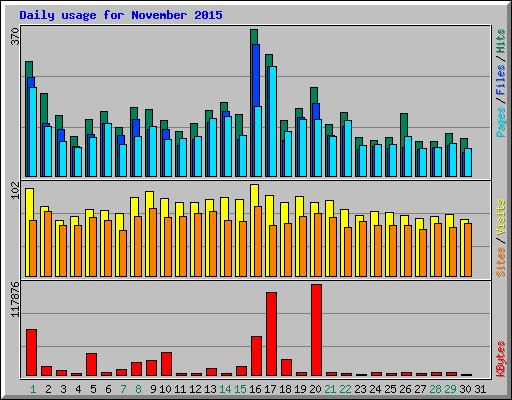 Daily usage for November 2015
370
Pages / Files / Hits
102
Sites / Visits
117876
KBytes
1 2 3 4 5 6 7 8 9 10 11 12 13 14 15 16 17 18 19 20 21 22 23 24 25 26 27 28 29 30 31